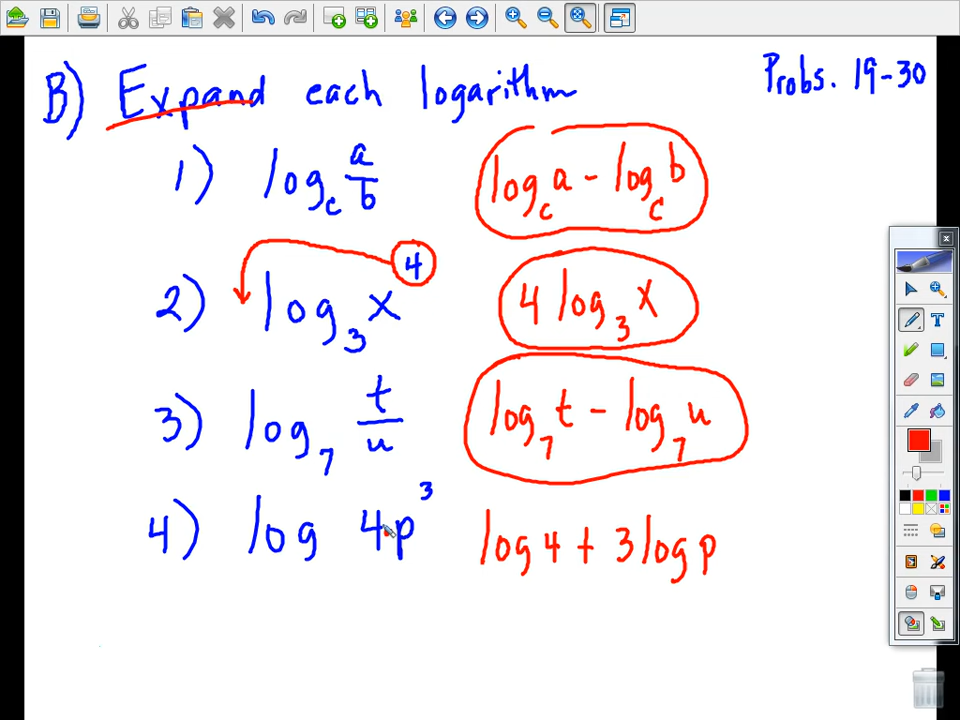 B) Expand each logarithm Probs. 19-30
1) log_c a/b log_c a - log_c b
2) log_3 x^4 4 log_3 x
3) log_7 t/u log_7 t - log_7 u
4) log 4p^3 log 4 + 3 log p